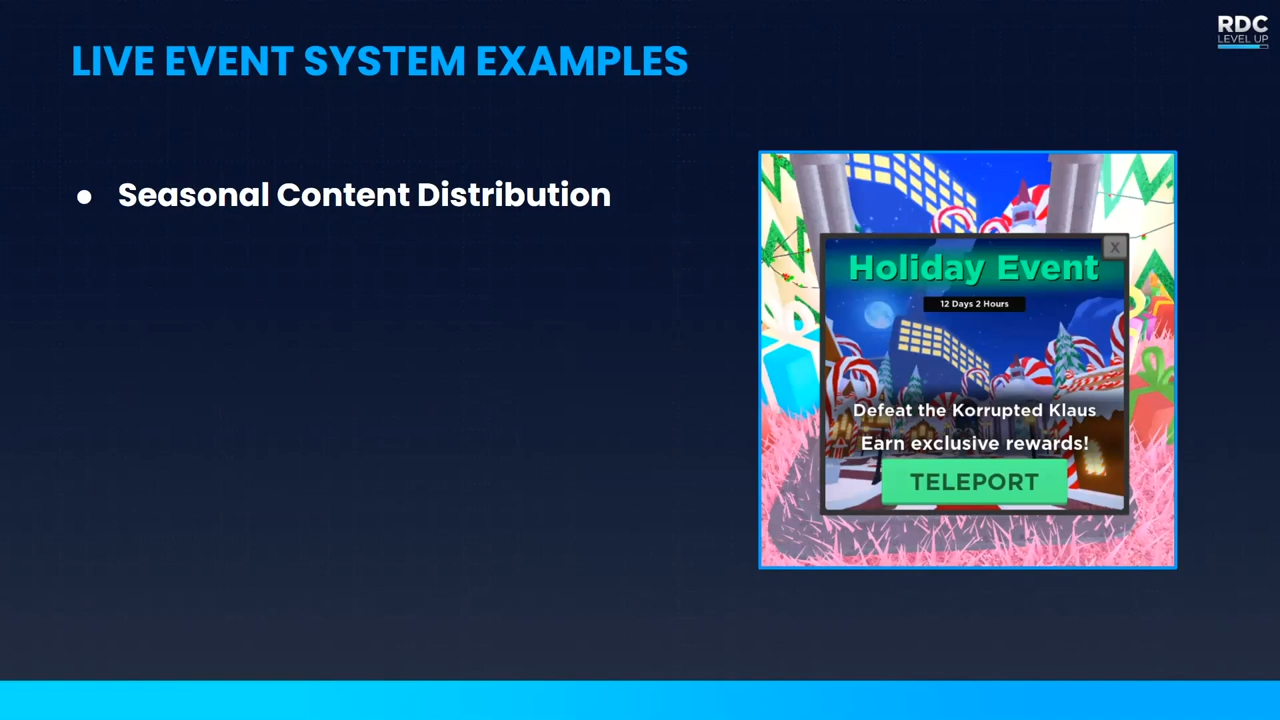 RDC
LEVEL UP
LIVE EVENT SYSTEM EXAMPLES
● Seasonal Content Distribution
X
Holiday Event
12 Days 2 Hours
Defeat the Korrupted Klaus
Earn exclusive rewards!
TELEPORT